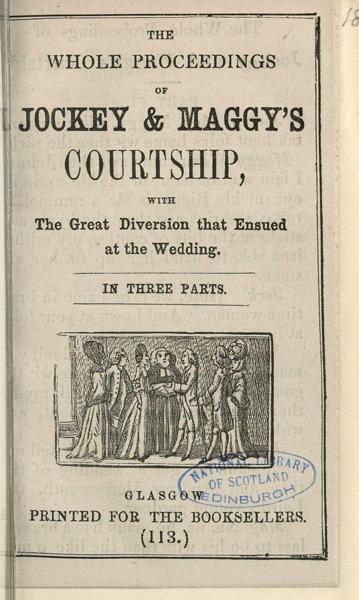 THE
WHOLE PROCEEDINGS
OF
JOCKEY & MAGGY'S
COURTSHIP,
WITH
The Great Diversion that Ensued
at the Wedding.
IN THREE PARTS.
NATIONAL LIBRARY
OF SCOTLAND
EDINBURGH
GLASGOW
PRINTED FOR THE BOOKSELLERS.
(113.)